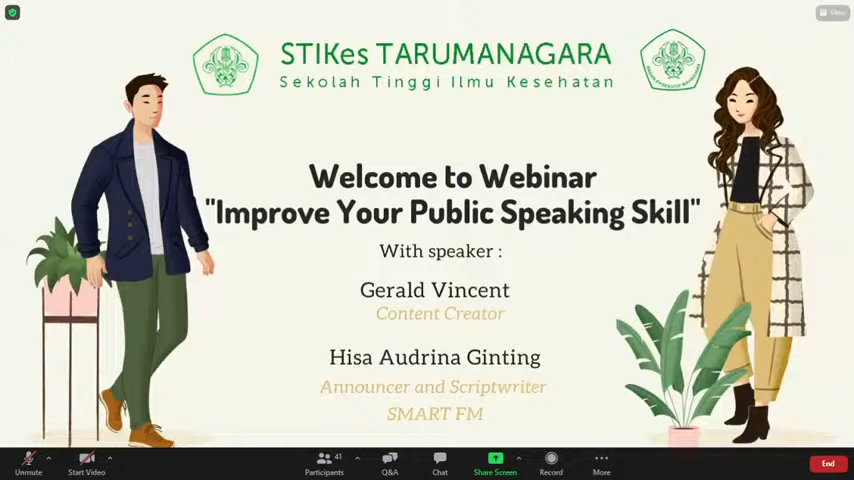 View
STIKes TARUMANAGARA
Sekolah Tinggi Ilmu Kesehatan
Welcome to Webinar
"Improve Your Public Speaking Skill"
With speaker :
Gerald Vincent
Content Creator
Hisa Audrina Ginting
Announcer and Scriptwriter
SMART FM
Unmute
Start Video
41
Participants
Q&A
Chat
Share Screen
Record
More
End